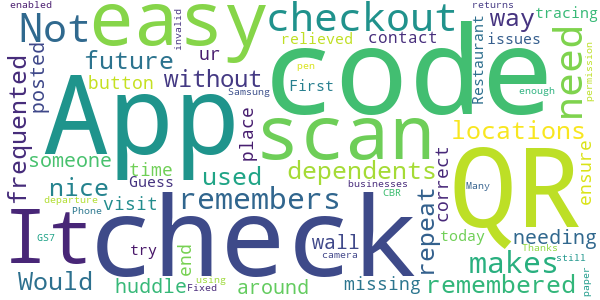 enabled
Not
easy
checkout
returns
way
tracing
invalid
ur
relieved
contact
issues
Restaurant
future
posted
button
without
First
code
need
permission
frequented
App
Samsung
pen
enough
place
scan
locations
someone
time
used
dependents
correct
QR
ensure
nice
Guess
visit
remembers
businesses
CBR
repeat
Many
departure
It
check
Phone
try
wall
camera
today
needing
GS7
end
makes
Thanks
still
Would
huddle
around
using
Fixed
missing
remembered
paper